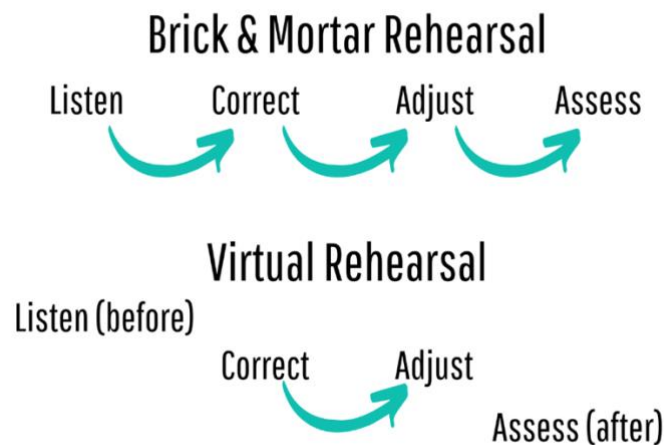 Brick & Mortar Rehearsal
Listen Correct Adjust Assess
Virtual Rehearsal
Listen (before)
Correct Adjust
Assess (after)